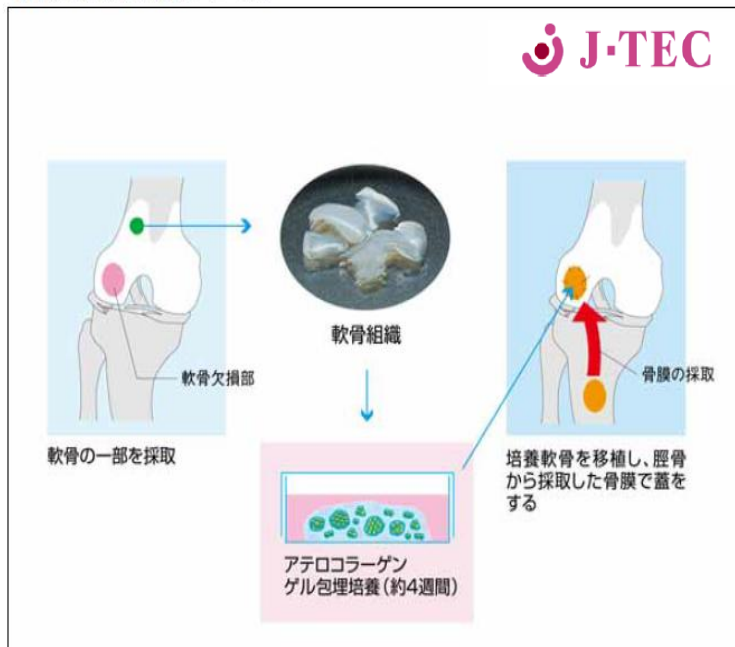 J-TEC
軟骨組織
軟骨欠損部
骨膜の採取
軟骨の一部を採取
培養軟骨を移植し、脛骨
から採取した骨膜で蓋を
する
アテロコラーゲン
ゲル包埋培養(約4週間)